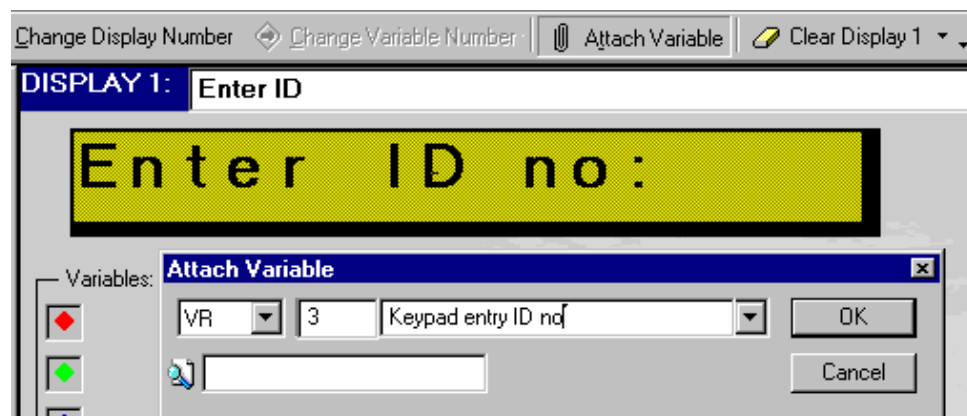 Change Display Number Change Variable Number Attach Variable Clear Display 1
DISPLAY 1: Enter ID
Enter ID no:
Variables:
Attach Variable
VR 3 Keypad entry ID no OK
Cancel